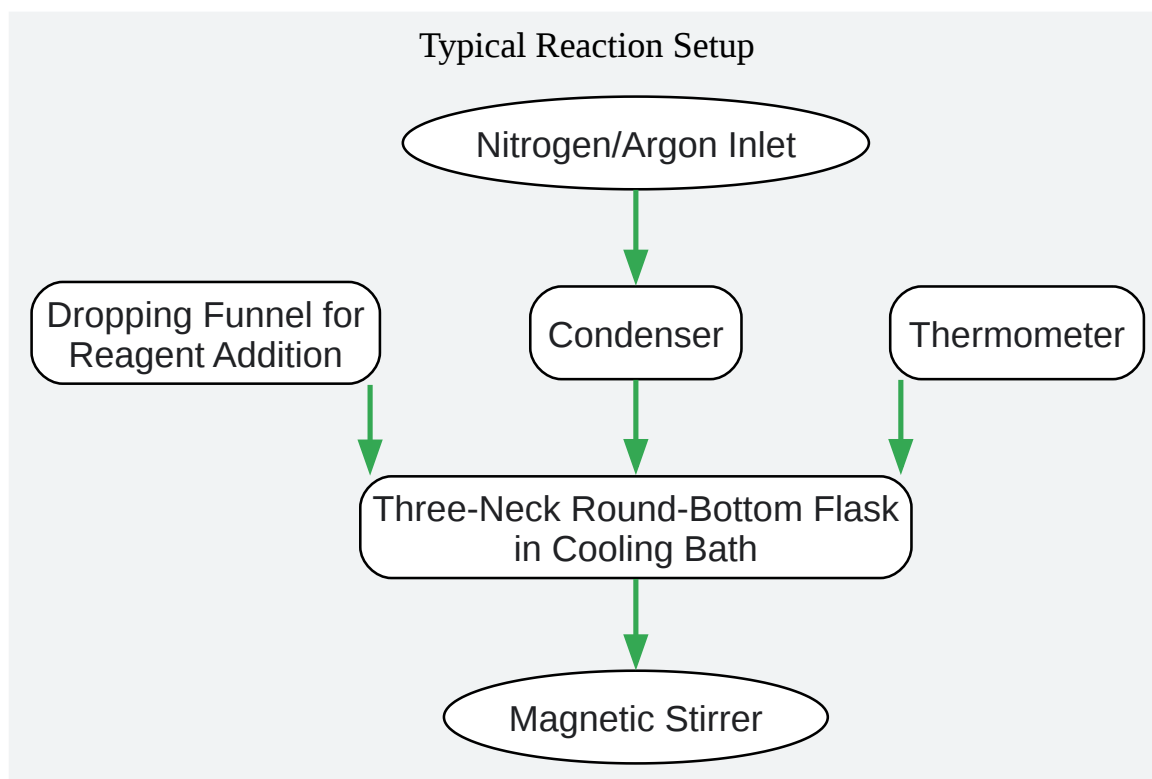 Typical Reaction Setup
Nitrogen/Argon Inlet
Dropping Funnel for
Reagent Addition
Condenser
Thermometer
Three-Neck Round-Bottom Flask
in Cooling Bath
Magnetic Stirrer